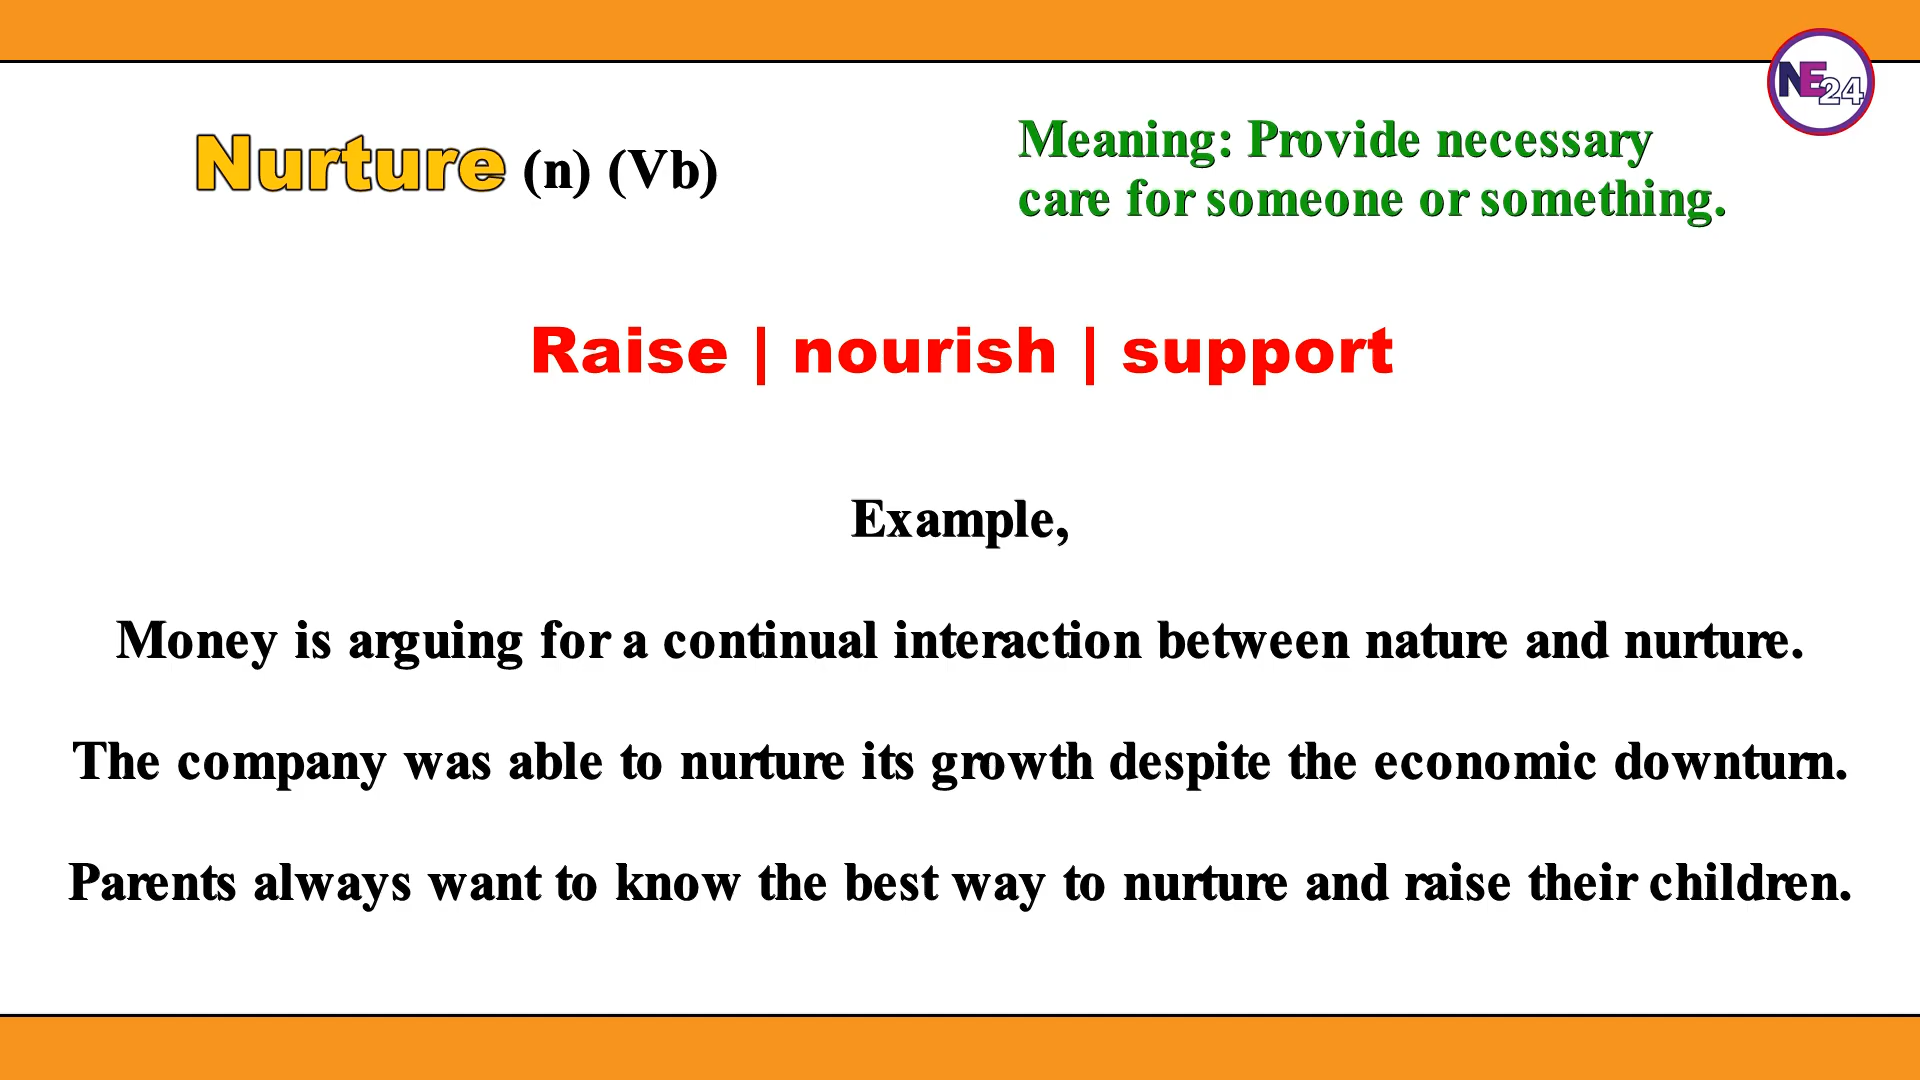 NE24
Nurture (n) (Vb)
Meaning: Provide necessary
care for someone or something.
Raise | nourish | support
Example,
Money is arguing for a continual interaction between nature and nurture.
The company was able to nurture its growth despite the economic downturn.
Parents always want to know the best way to nurture and raise their children.